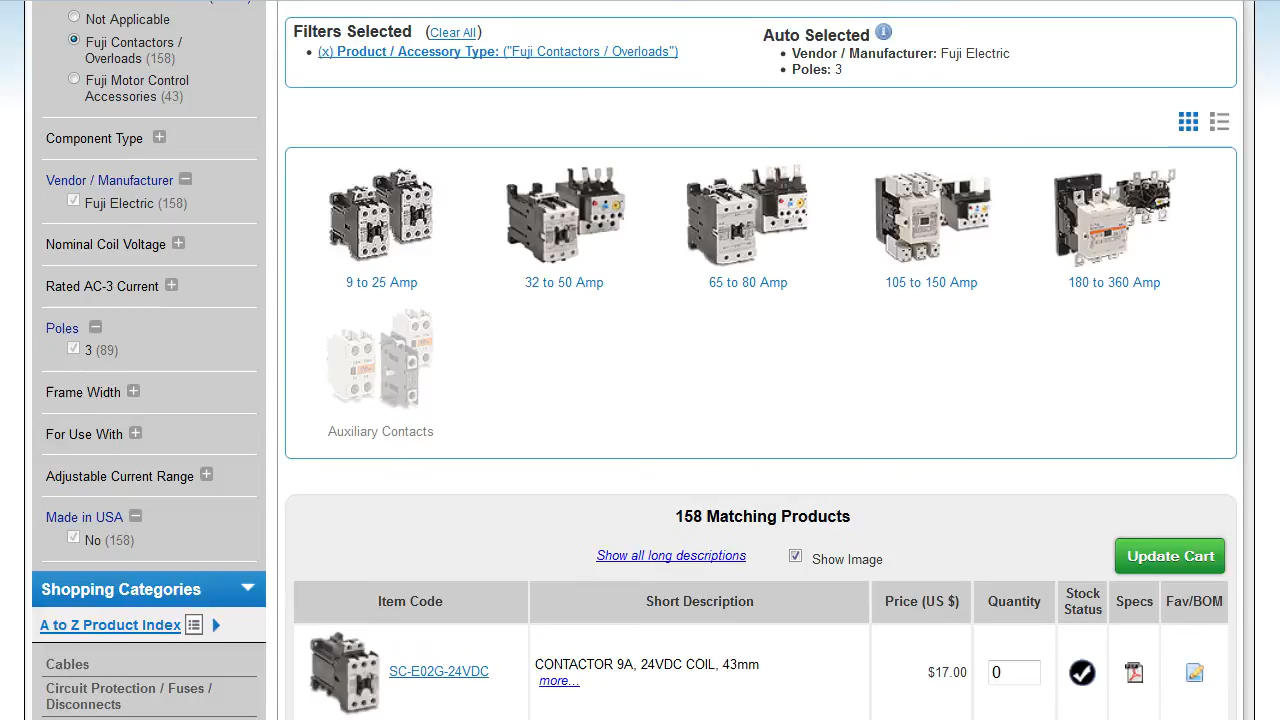 Not Applicable
Fuji Contactors /
Overloads (158)
Fuji Motor Control
Accessories (43)
Component Type
Vendor / Manufacturer
Fuji Electric (158)
Nominal Coil Voltage
Rated AC-3 Current
Poles
3 (89)
Frame Width
For Use With
Adjustable Current Range
Made in USA
No (158)
Shopping Categories
A to Z Product Index
Cables
Circuit Protection / Fuses /
Disconnects
Filters Selected (Clear All)
(x) Product / Accessory Type: ("Fuji Contactors / Overloads")
Auto Selected
Vendor / Manufacturer: Fuji Electric
Poles: 3
9 to 25 Amp
32 to 50 Amp
65 to 80 Amp
105 to 150 Amp
180 to 360 Amp
Auxiliary Contacts
158 Matching Products
Show all long descriptions
Show Image
Update Cart
Item Code
Short Description
Price (US $)
Quantity
Stock
Status
Specs
Fav/BOM
SC-E02G-24VDC
CONTACTOR 9A, 24VDC COIL, 43mm
more...
$17.00
0